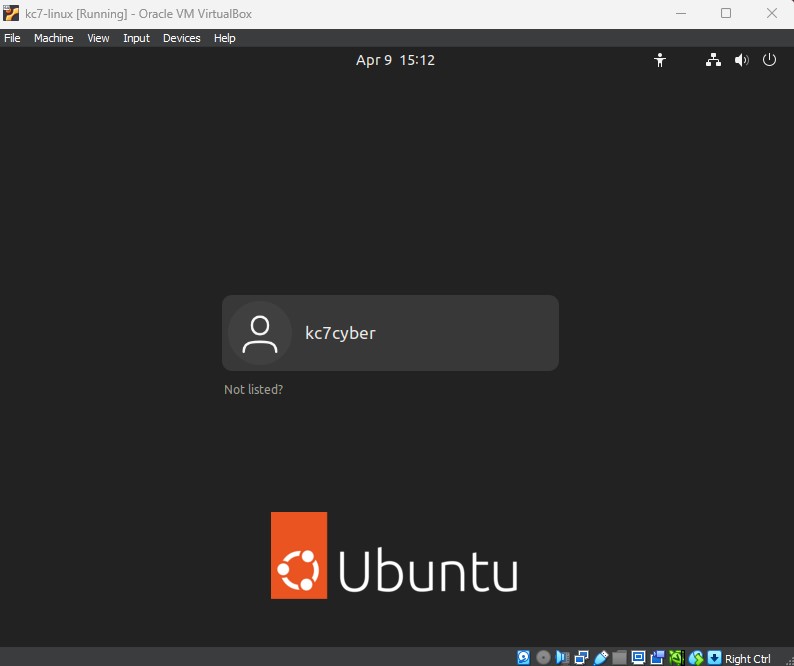 kc7-linux [Running] - Oracle VM VirtualBox
File Machine View Input Devices Help
Apr 9 15:12
kc7cyber
Not listed?
Ubuntu
Right Ctrl